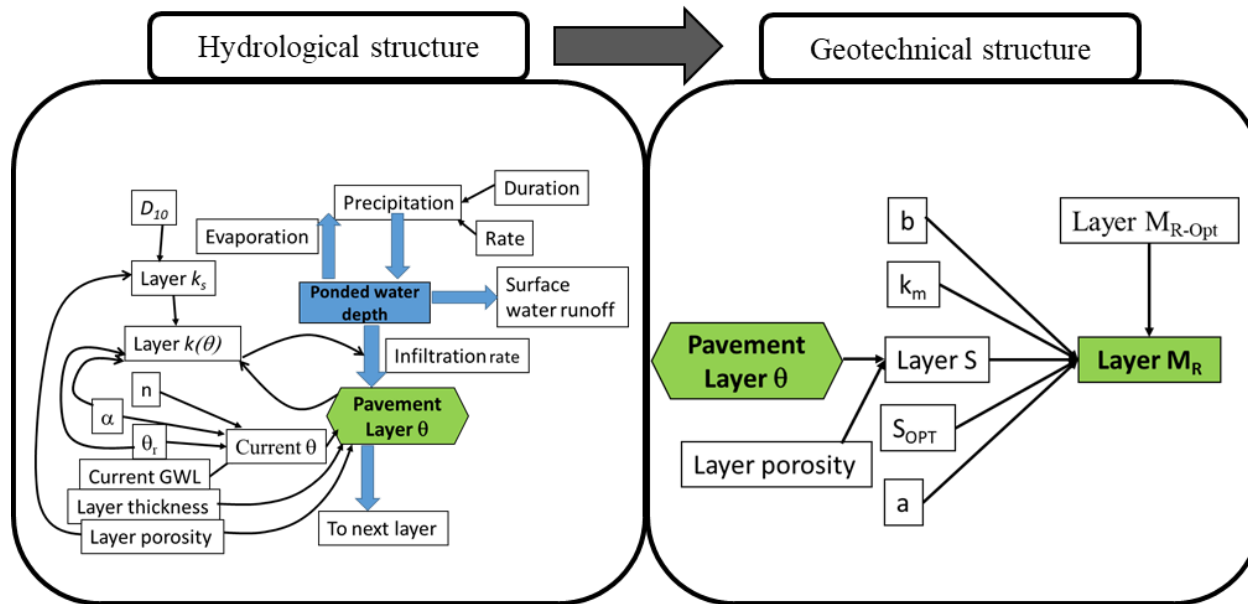 Hydrological structure
Geotechnical structure
Duration
Precipitation
D10
Evaporation
Rate
Layer ks
Ponded water
depth
Surface
water runoff
Layer k(θ)
Infiltration rate
n
Pavement
Layer θ
α
θr
Current θ
Current GWL
Layer thickness
Layer porosity
To next layer
b
Layer MR-Opt
km
Pavement
Layer θ
Layer S
Layer MR
SOPT
Layer porosity
a